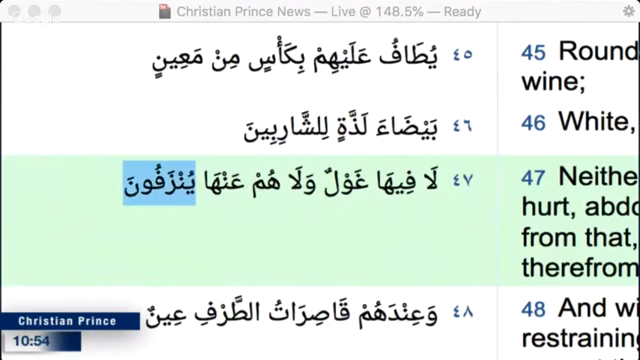 Christian Prince News — Live @ 148.5% — Ready
٤٥ يُطَافُ عَلَيْهِمْ بِكَأْسٍ مِنْ مَعِينٍ
45 Round
wine;
٤٦ بَيْضَاءَ لَذَّةٍ لِلشَّارِبِينَ
46 White,
٤٧ لَا فِيهَا غَوْلٌ وَلَا هُمْ عَنْهَا يُنْزَفُونَ
47 Neithe
hurt, abdo
from that,
therefrom
٤٨ وَعِنْدَهُمْ قَاصِرَاتُ الطَّرْفِ عِينٌ
48 And wi
restraining
Christian Prince
10:54